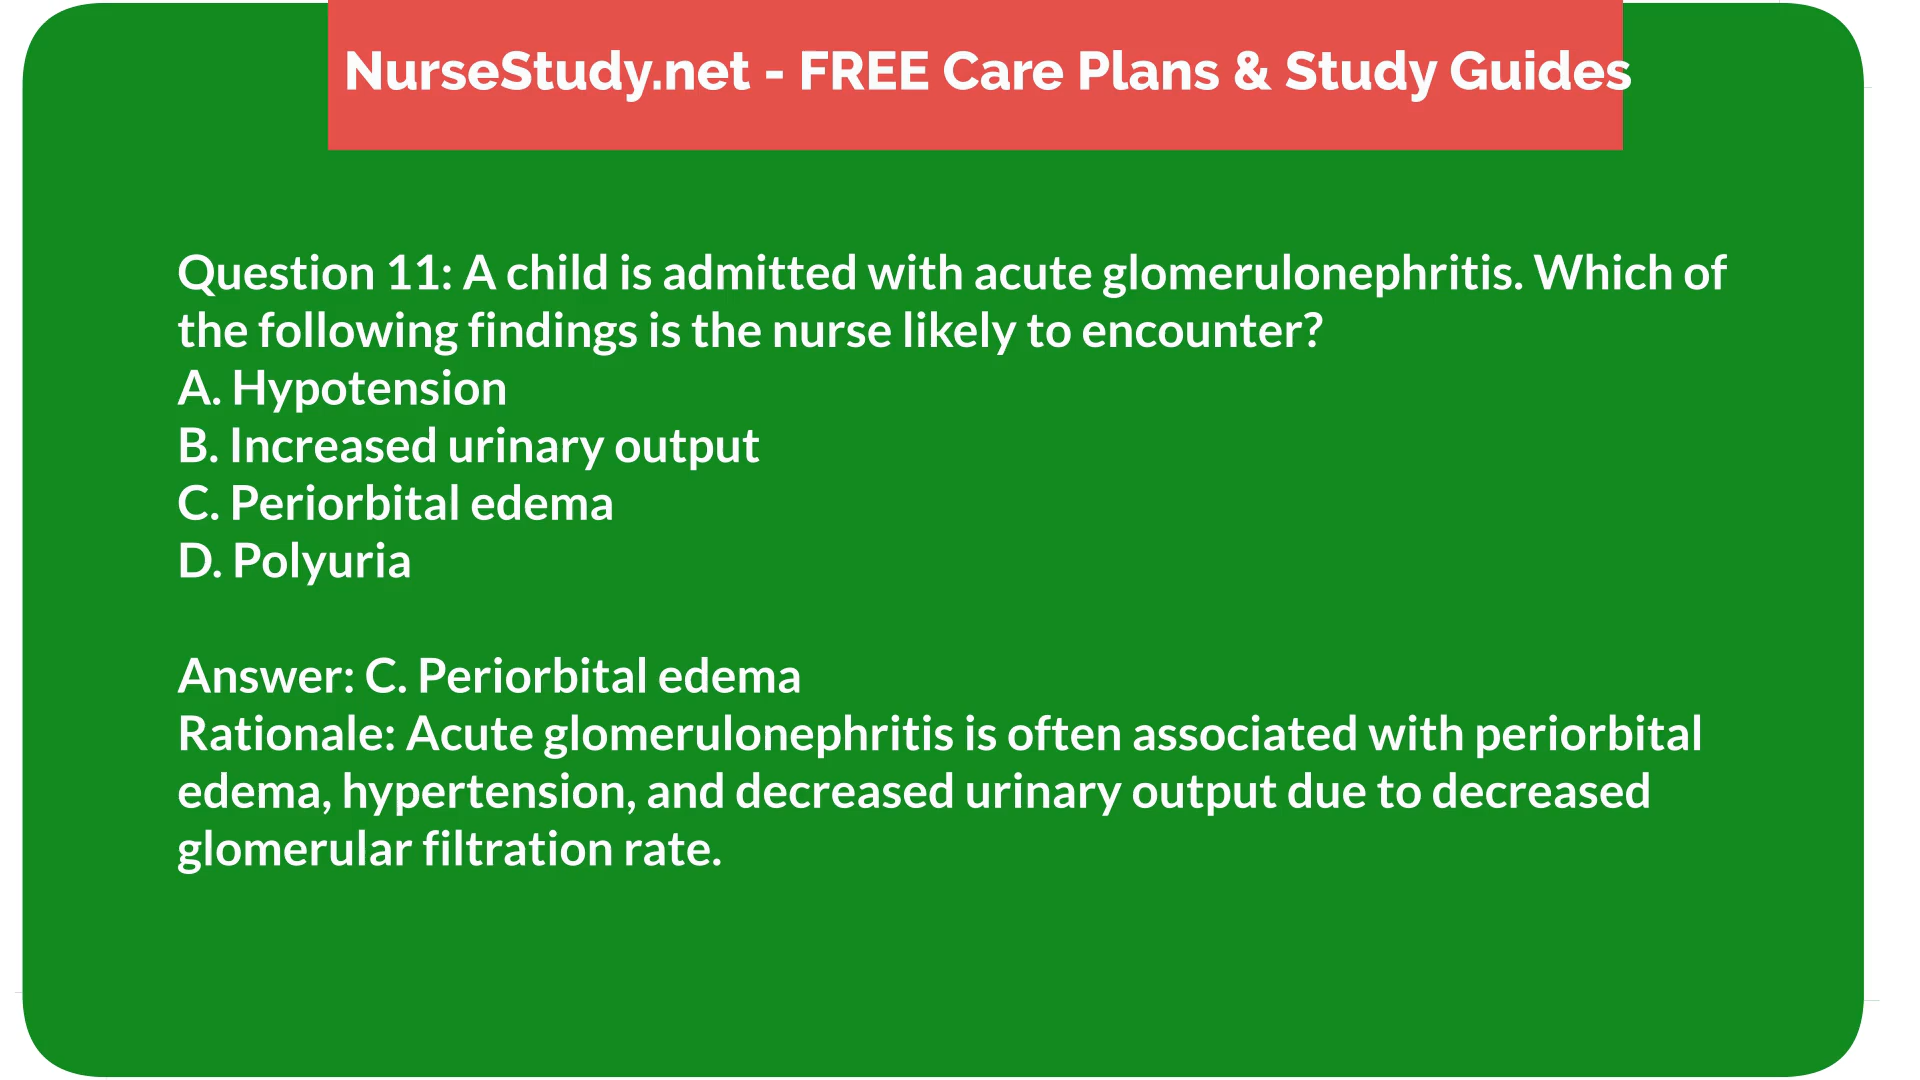 NurseStudy.net - FREE Care Plans & Study Guides
Question 11: A child is admitted with acute glomerulonephritis. Which of
the following findings is the nurse likely to encounter?
A. Hypotension
B. Increased urinary output
C. Periorbital edema
D. Polyuria
Answer: C. Periorbital edema
Rationale: Acute glomerulonephritis is often associated with periorbital
edema, hypertension, and decreased urinary output due to decreased
glomerular filtration rate.